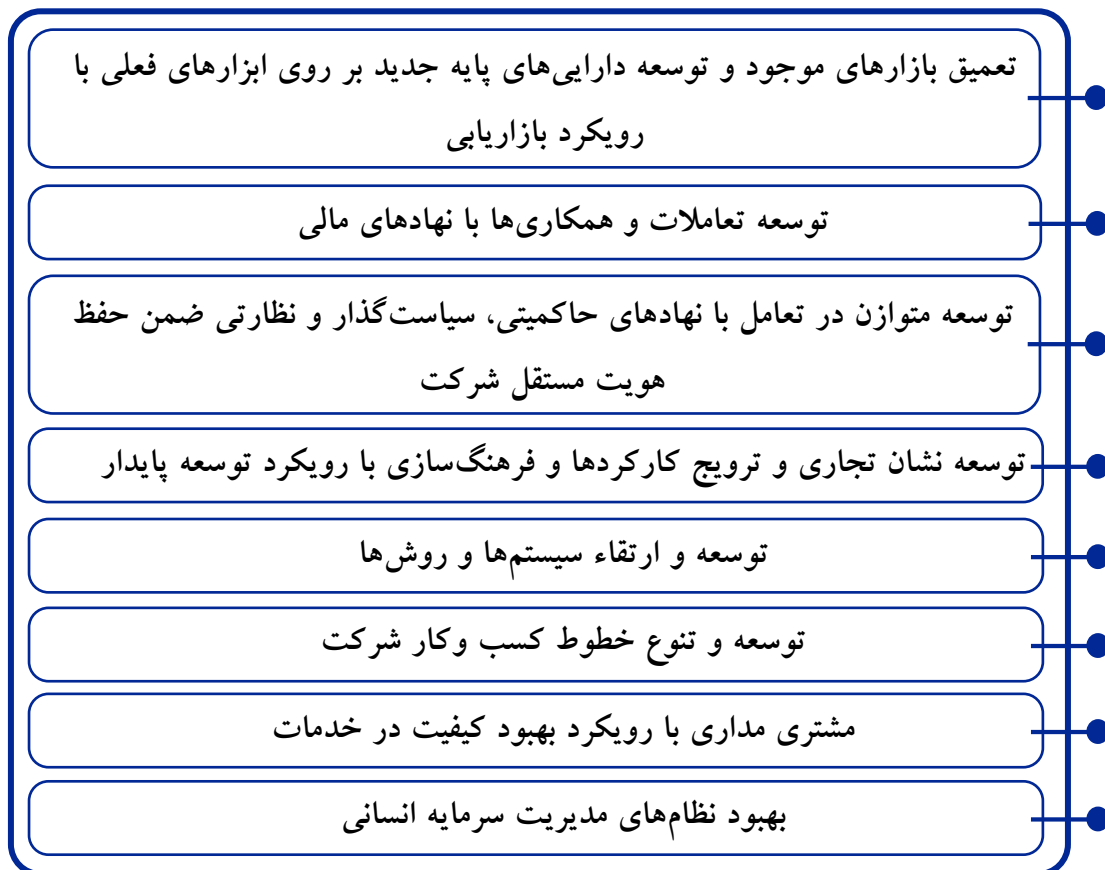 تعمیق بازارهای موجود و توسعه دارایی‌های پایه جدید بر روی ابزارهای فعلی با
رویکرد بازاریابی
توسعه تعاملات و همکاری‌ها با نهادهای مالی
توسعه متوازن در تعامل با نهادهای حاکمیتی، سیاست‌گذار و نظارتی ضمن حفظ
هویت مستقل شرکت
توسعه نشان تجاری و ترویج کارکردها و فرهنگ‌سازی با رویکرد توسعه پایدار
توسعه و ارتقاء سیستم‌ها و روش‌ها
توسعه و تنوع خطوط کسب وکار شرکت
مشتری مداری با رویکرد بهبود کیفیت در خدمات
بهبود نظام‌های مدیریت سرمایه انسانی